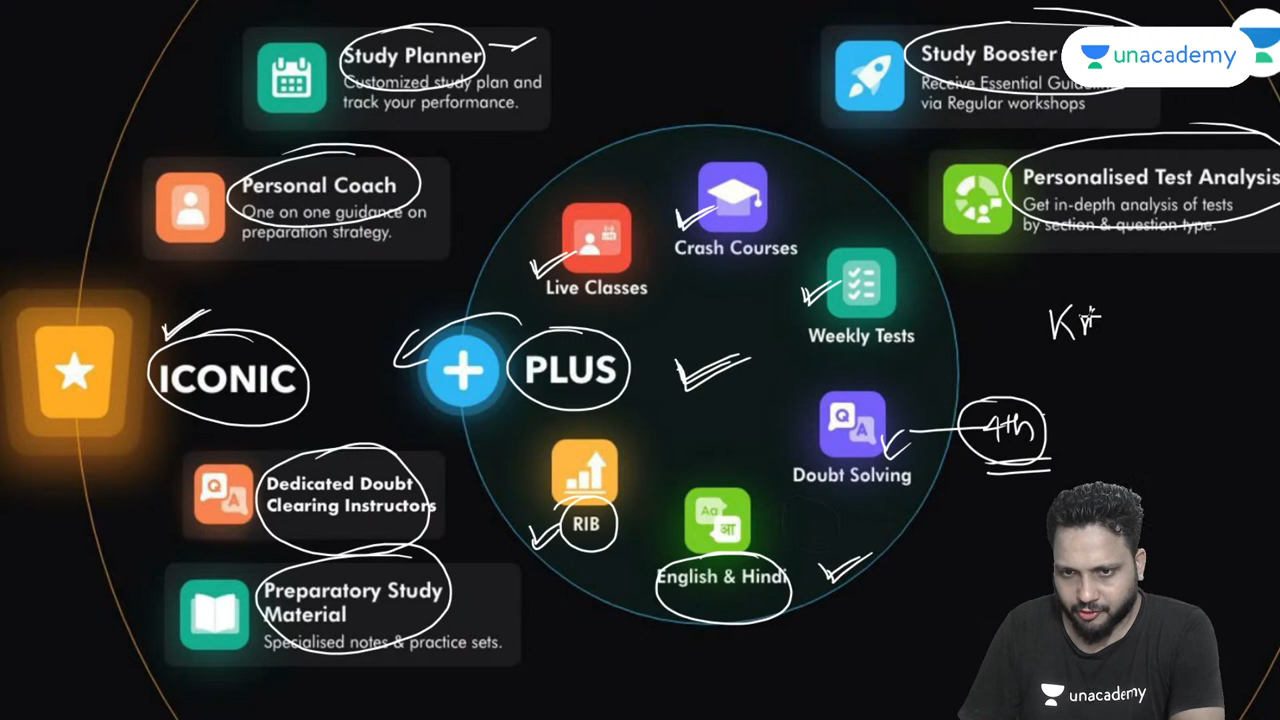 Study Planner
Customized study plan and
track your performance.
Study Booster
Receive Essential
via Regular workshops
unacademy
Personal Coach
One on one guidance on
preparation strategy.
Personalised Test Analysis
Get in-depth analysis of tests
by section & question type.
Crash Courses
Live Classes
Weekly Tests
ICONIC
PLUS
4th
Q
A
Doubt Solving
Dedicated Doubt
Clearing Instructors
Q
A
RIB
Aa
आ
English & Hindi
Preparatory Study
Material
Specialised notes & practice sets.
unacademy